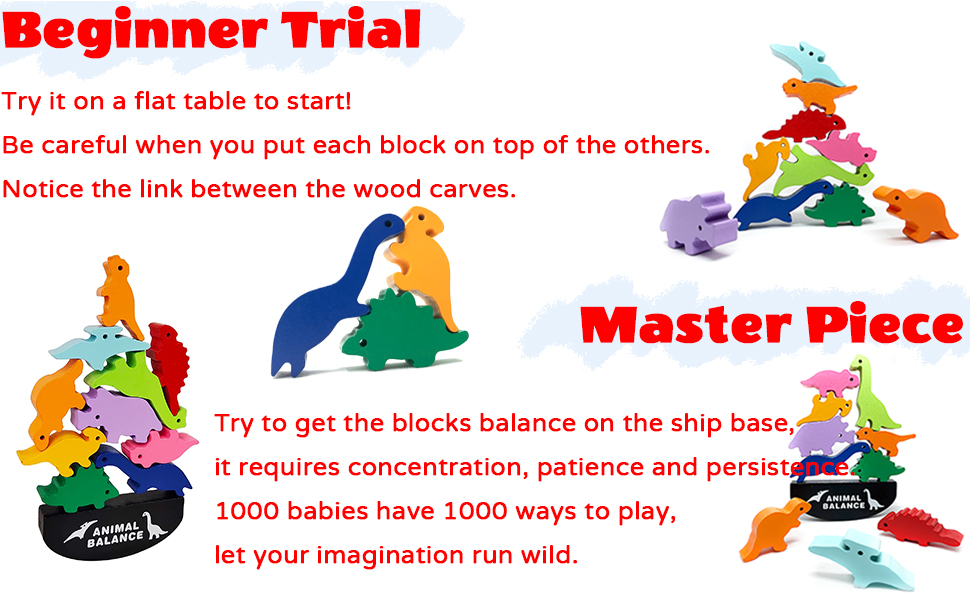 Beginner Trial
Try it on a flat table to start!
Be careful when you put each block on top of the others.
Notice the link between the wood carves.
Master Piece
Try to get the blocks balance on the ship base,
it requires concentration, patience and persistence.
1000 babies have 1000 ways to play,
let your imagination run wild.
ANIMAL
BALANCE
ANIMAL
BALANCE